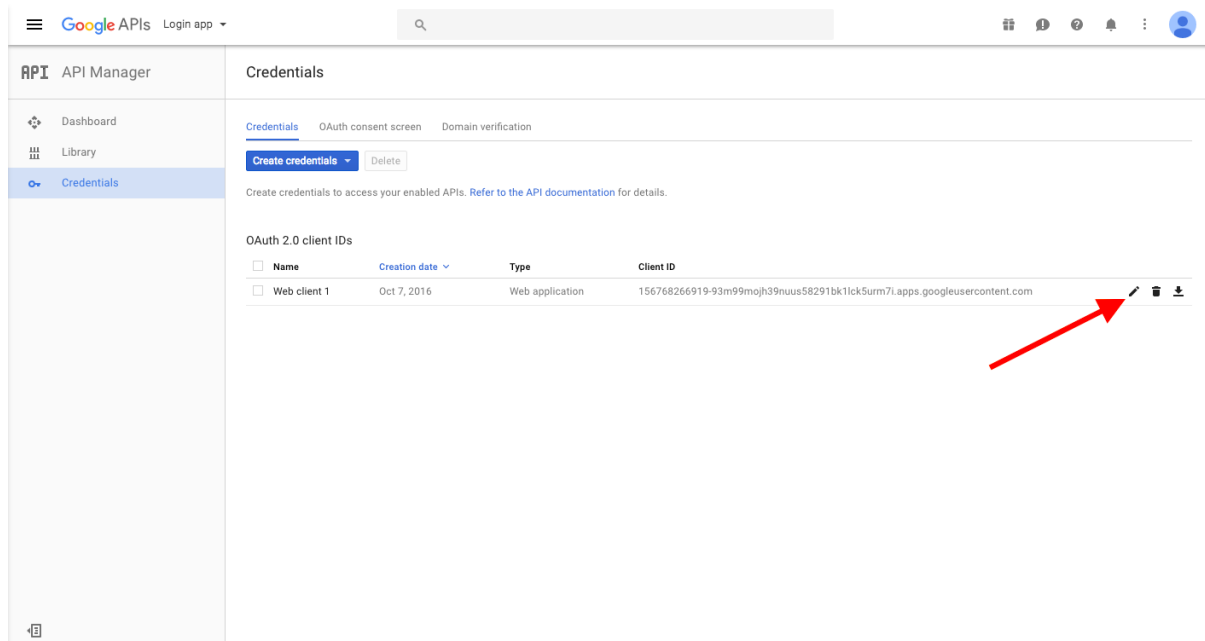 Google APIs Login app
API API Manager
Credentials
Dashboard
Library
Credentials
Credentials OAuth consent screen Domain verification
Create credentials Delete
Create credentials to access your enabled APIs. Refer to the API documentation for details.
OAuth 2.0 client IDs
Name Creation date Type Client ID
Web client 1 Oct 7, 2016 Web application 156768266919-93m99mojh39nuus58291bk1lck5urm7i.apps.googleusercontent.com